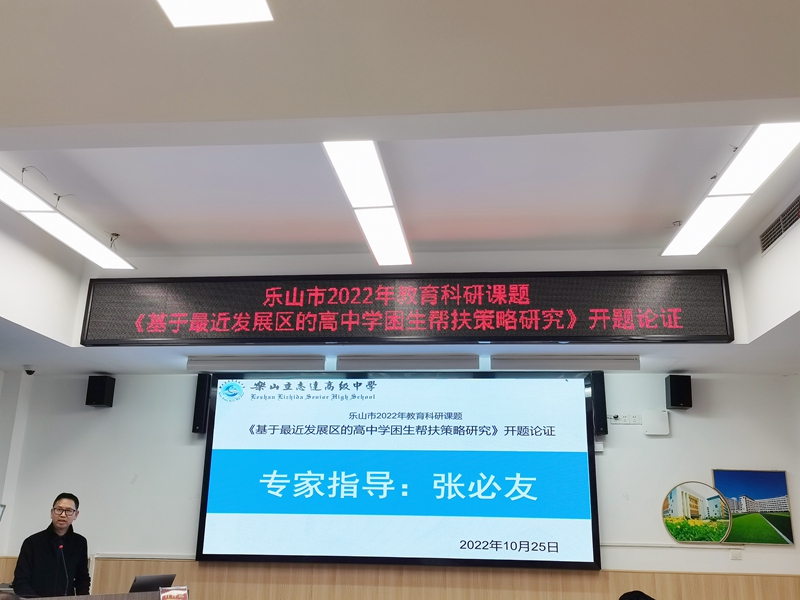 乐山市2022年教育科研课题
《基于最近发展区的高中学困生帮扶策略研究》开题论证
樂山立志達高级中學
Leshan Lizhida Senior High School
乐山市2022年教育科研课题
《基于最近发展区的高中学困生帮扶策略研究》开题论证
专家指导：张必友
2022年10月25日